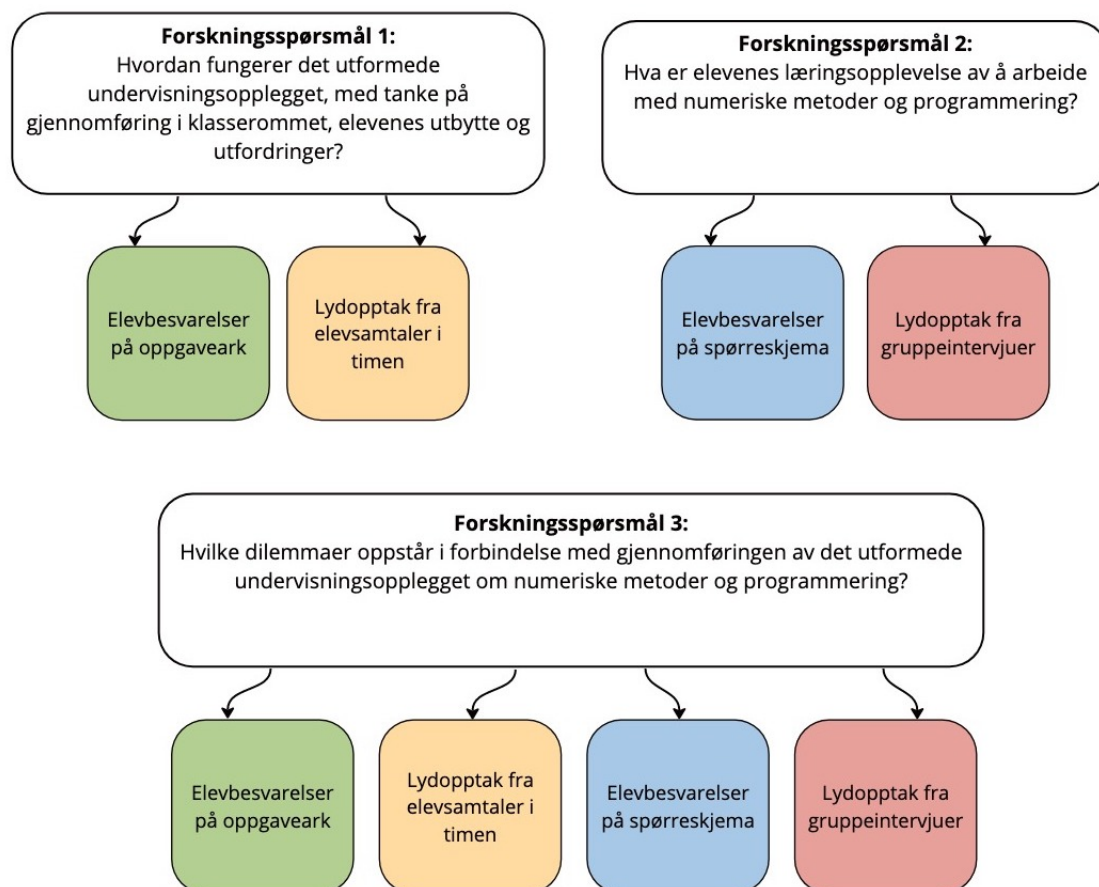 Forskningsspørsmål 1:
Hvordan fungerer det utformede
undervisningsopplegget, med tanke på
gjennomføring i klasserommet, elevenes utbytte og
utfordringer?
Forskningsspørsmål 2:
Hva er elevenes læringsopplevelse av å arbeide
med numeriske metoder og programmering?
Elevbesvarelser
på oppgaveark
Lydopptak fra
elevsamtaler i
timen
Elevbesvarelser
på spørreskjema
Lydopptak fra
gruppeintervjuer
Forskningsspørsmål 3:
Hvilke dilemmaer oppstår i forbindelse med gjennomføringen av det utformede
undervisningsopplegget om numeriske metoder og programmering?
Elevbesvarelser
på oppgaveark
Lydopptak fra
elevsamtaler i
timen
Elevbesvarelser
på spørreskjema
Lydopptak fra
gruppeintervjuer